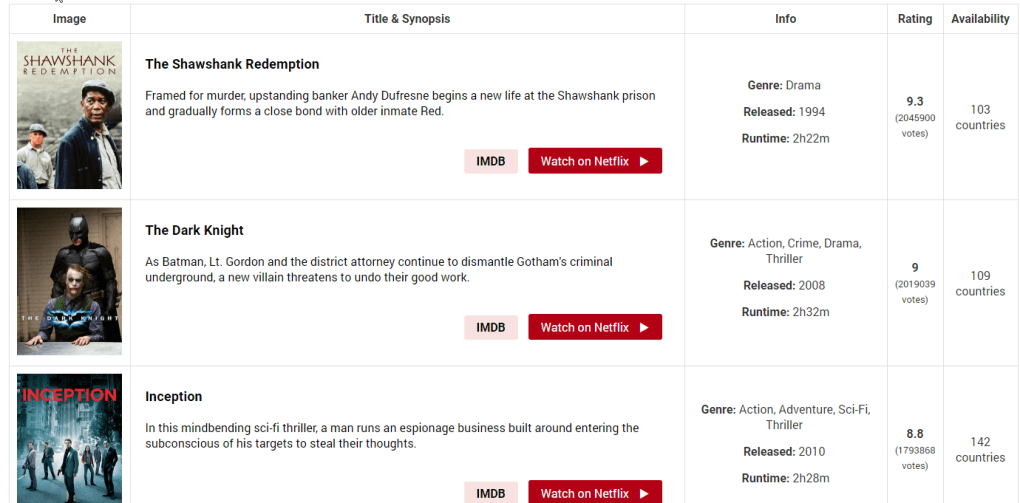 Image
Title & Synopsis
Info
Rating
Availability
THE
SHAWSHANK
REDEMPTION
The Shawshank Redemption
Framed for murder, upstanding banker Andy Dufresne begins a new life at the Shawshank prison
and gradually forms a close bond with older inmate Red.
IMDB
Watch on Netflix
Genre: Drama
Released: 1994
Runtime: 2h22m
9.3
(2045900
votes)
103
countries
THE DARK KNIGHT
The Dark Knight
As Batman, Lt. Gordon and the district attorney continue to dismantle Gotham's criminal
underground, a new villain threatens to undo their good work.
IMDB
Watch on Netflix
Genre: Action, Crime, Drama,
Thriller
Released: 2008
Runtime: 2h32m
9
(2019039
votes)
109
countries
INCEPTION
Inception
In this mindbending sci-fi thriller, a man runs an espionage business built around entering the
subconscious of his targets to steal their thoughts.
IMDB
Watch on Netflix
Genre: Action, Adventure, Sci-Fi,
Thriller
Released: 2010
Runtime: 2h28m
8.8
(1793868
votes)
142
countries